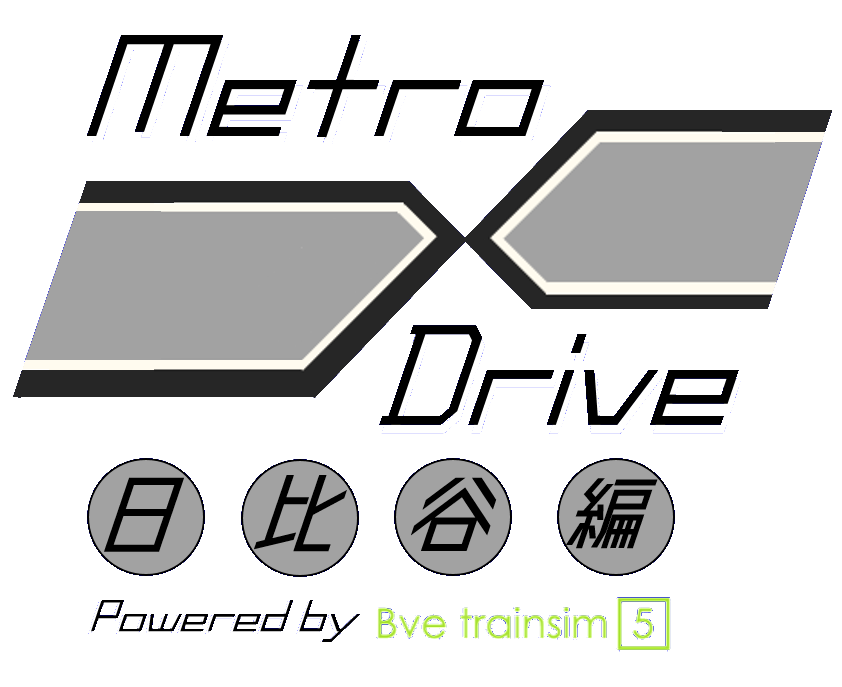 Metro
Drive
日比谷編
Powered by Bve trainsim 5